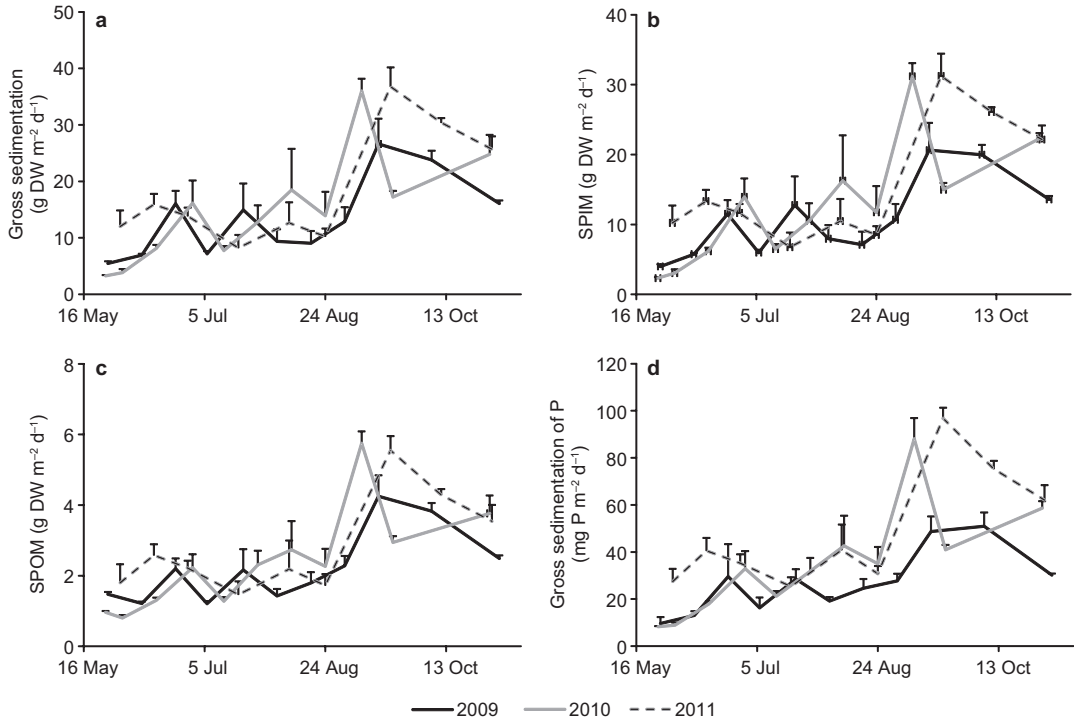 a
Gross sedimentation
(g DW m⁻² d⁻¹)
50
40
30
20
10
0
16 May 5 Jul 24 Aug 13 Oct
b
SPIM (g DW m⁻² d⁻¹)
40
30
20
10
0
16 May 5 Jul 24 Aug 13 Oct
c
SPOM (g DW m⁻² d⁻¹)
8
6
4
2
0
16 May 5 Jul 24 Aug 13 Oct
d
Gross sedimentation of P
(mg P m⁻² d⁻¹)
120
100
80
60
40
20
0
16 May 5 Jul 24 Aug 13 Oct
2009 2010 2011